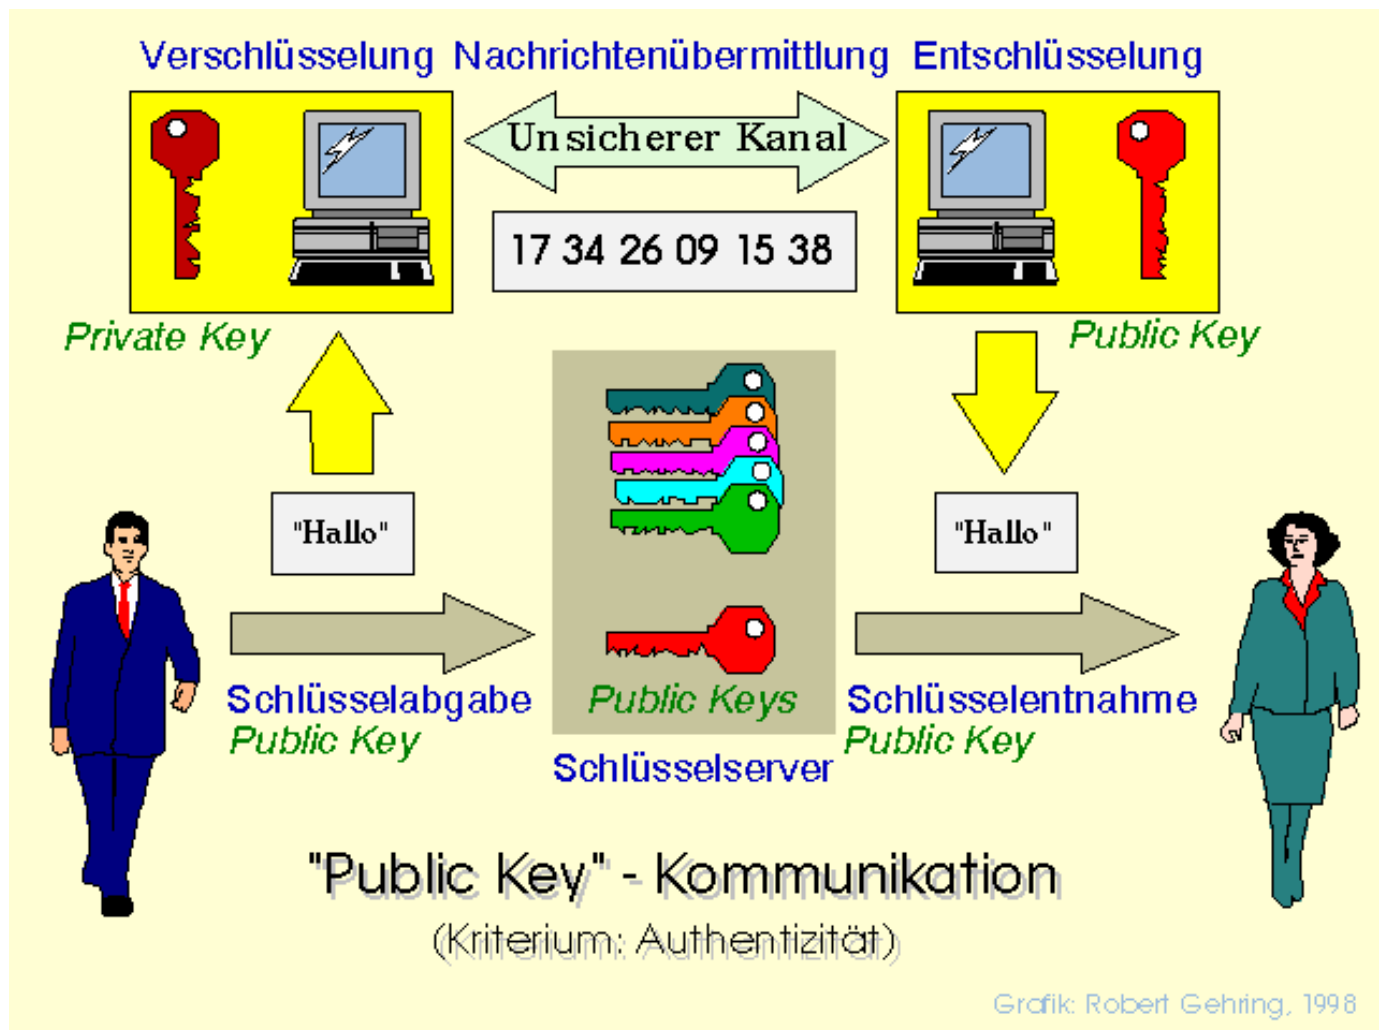 Verschlüsselung Nachrichtenübermittlung Entschlüsselung
Unsicherer Kanal
17 34 26 09 15 38
Private Key
Public Key
"Hallo"
"Hallo"
Schlüsselabgabe
Public Key
Public Keys
Schlüsselentnahme
Public Key
Schlüsselserver
"Public Key" - Kommunikation
(Kriterium: Authentizität)
Grafik: Robert Gehring, 1998